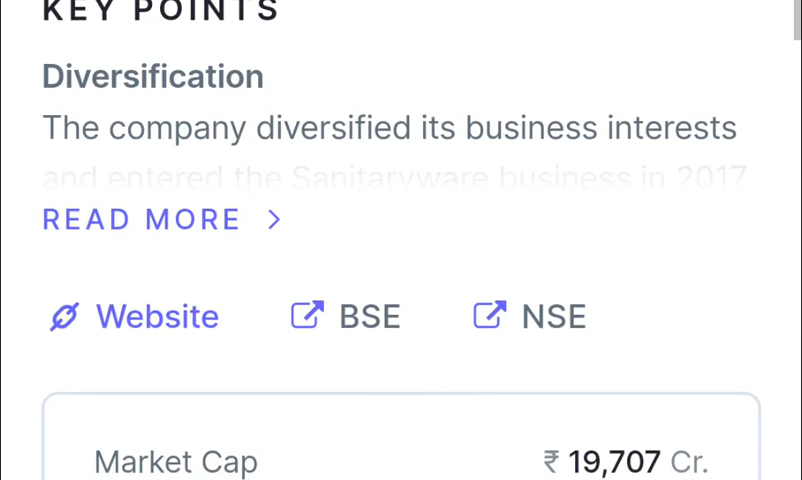 KEY POINTS
Diversification
The company diversified its business interests
and entered the Sanitaryware business in 2017
READ MORE >
Website BSE NSE
Market Cap ₹ 19,707 Cr.